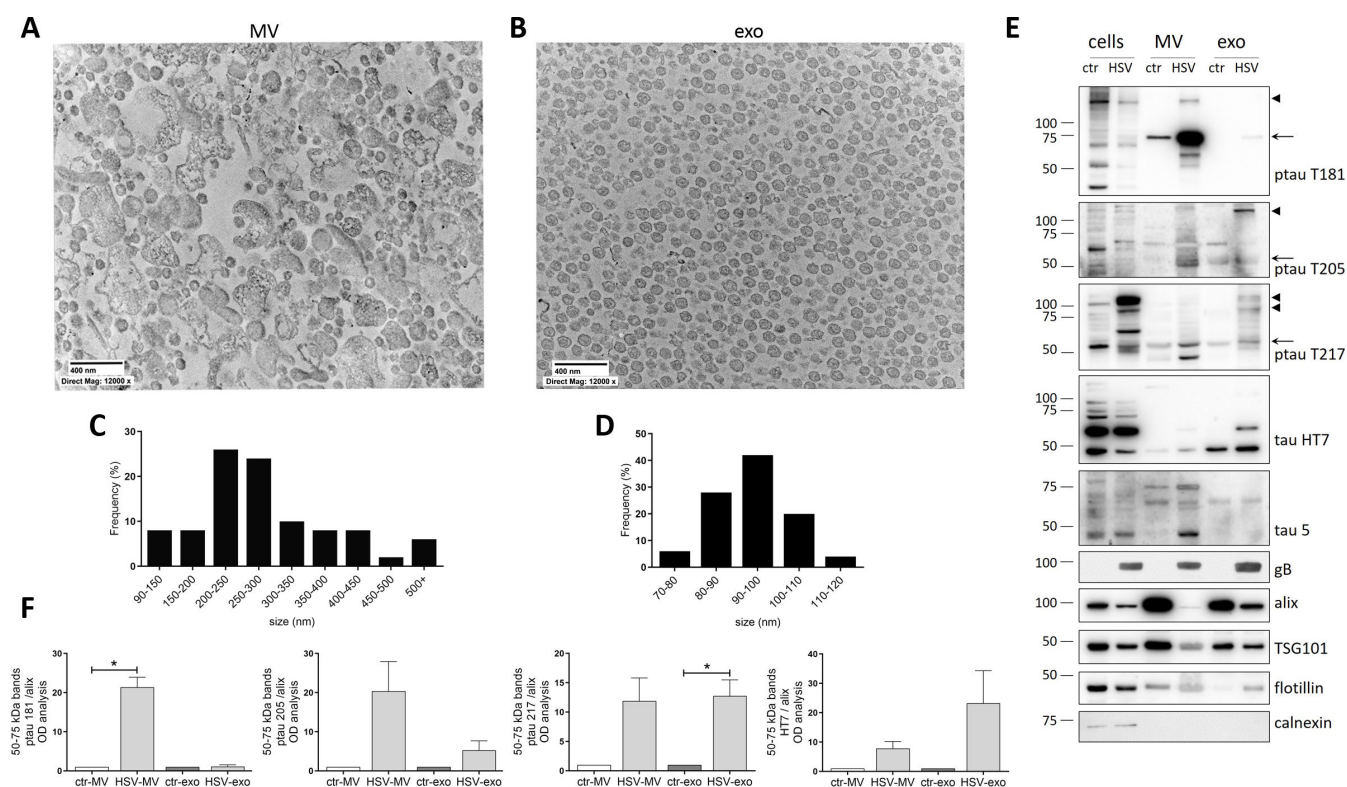 A
MV
400 nm
Direct Mag: 12000 x
B
exo
400 nm
Direct Mag: 12000 x
C
Frequency (%)
30
20
10
0
90-150
150-200
200-250
250-300
300-350
350-400
400-450
450-500
500+
size (nm)
D
Frequency (%)
50
40
30
20
10
0
70-80
80-90
90-100
100-110
110-120
size (nm)
E
cells MV exo
ctr HSV ctr HSV ctr HSV
100
75
50
ptau T181
100
75
50
ptau T205
100
75
50
ptau T217
100
75
50
tau HT7
75
50
tau 5
100
gB
100
alix
50
TSG101
50
flotillin
75
calnexin
F
50-75 kDa bands
ptau 181 /alix
OD analysis
30
20
10
0
*
ctr-MV HSV-MV ctr-exo HSV-exo
50-75 kDa bands
ptau 205 /alix
OD analysis
30
20
10
0
ctr-MV HSV-MV ctr-exo HSV-exo
50-75 kDa bands
ptau 217 /alix
OD analysis
25
20
15
10
5
0
*
ctr-MV HSV-MV ctr-exo HSV-exo
50-75 kDa bands
HT7 / alix
OD analysis
40
30
20
10
0
ctr-MV HSV-MV ctr-exo HSV-exo